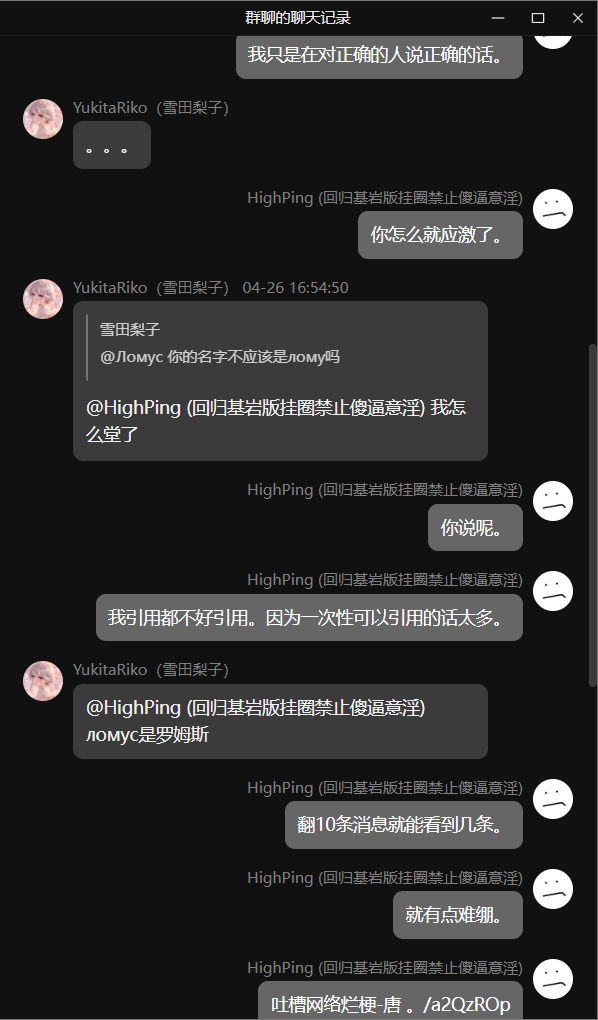 群聊的聊天记录
我只是在对正确的人说正确的话。
YukitaRiko（雪田梨子）
。。。
HighPing (回归基岩版挂圈禁止傻逼意淫)
你怎么就应激了。
YukitaRiko（雪田梨子） 04-26 16:54:50
雪田梨子
@Ломус 你的名字不应该是лому吗
@HighPing (回归基岩版挂圈禁止傻逼意淫) 我怎
么堂了
HighPing (回归基岩版挂圈禁止傻逼意淫)
你说呢。
HighPing (回归基岩版挂圈禁止傻逼意淫)
我引用都不好引用。因为一次性可以引用的话太多。
YukitaRiko（雪田梨子）
@HighPing (回归基岩版挂圈禁止傻逼意淫)
ломус是罗姆斯
HighPing (回归基岩版挂圈禁止傻逼意淫)
翻10条消息就能看到几条。
HighPing (回归基岩版挂圈禁止傻逼意淫)
就有点难绷。
HighPing (回归基岩版挂圈禁止傻逼意淫)
吐槽网络烂梗-唐 。/a2QzROp